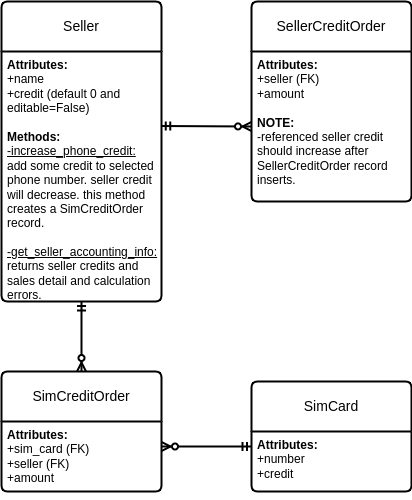 Seller
Attributes:
+name
+credit (default 0 and
editable=False)
Methods:
-increase_phone_credit:
add some credit to selected
phone number. seller credit
will decrease. this method
creates a SimCreditOrder
record.
-get_seller_accounting_info:
returns seller credits and
sales detail and calculation
errors.
SellerCreditOrder
Attributes:
+seller (FK)
+amount
NOTE:
-referenced seller credit
should increase after
SellerCreditOrder record
inserts.
SimCreditOrder
Attributes:
+sim_card (FK)
+seller (FK)
+amount
SimCard
Attributes:
+number
+credit